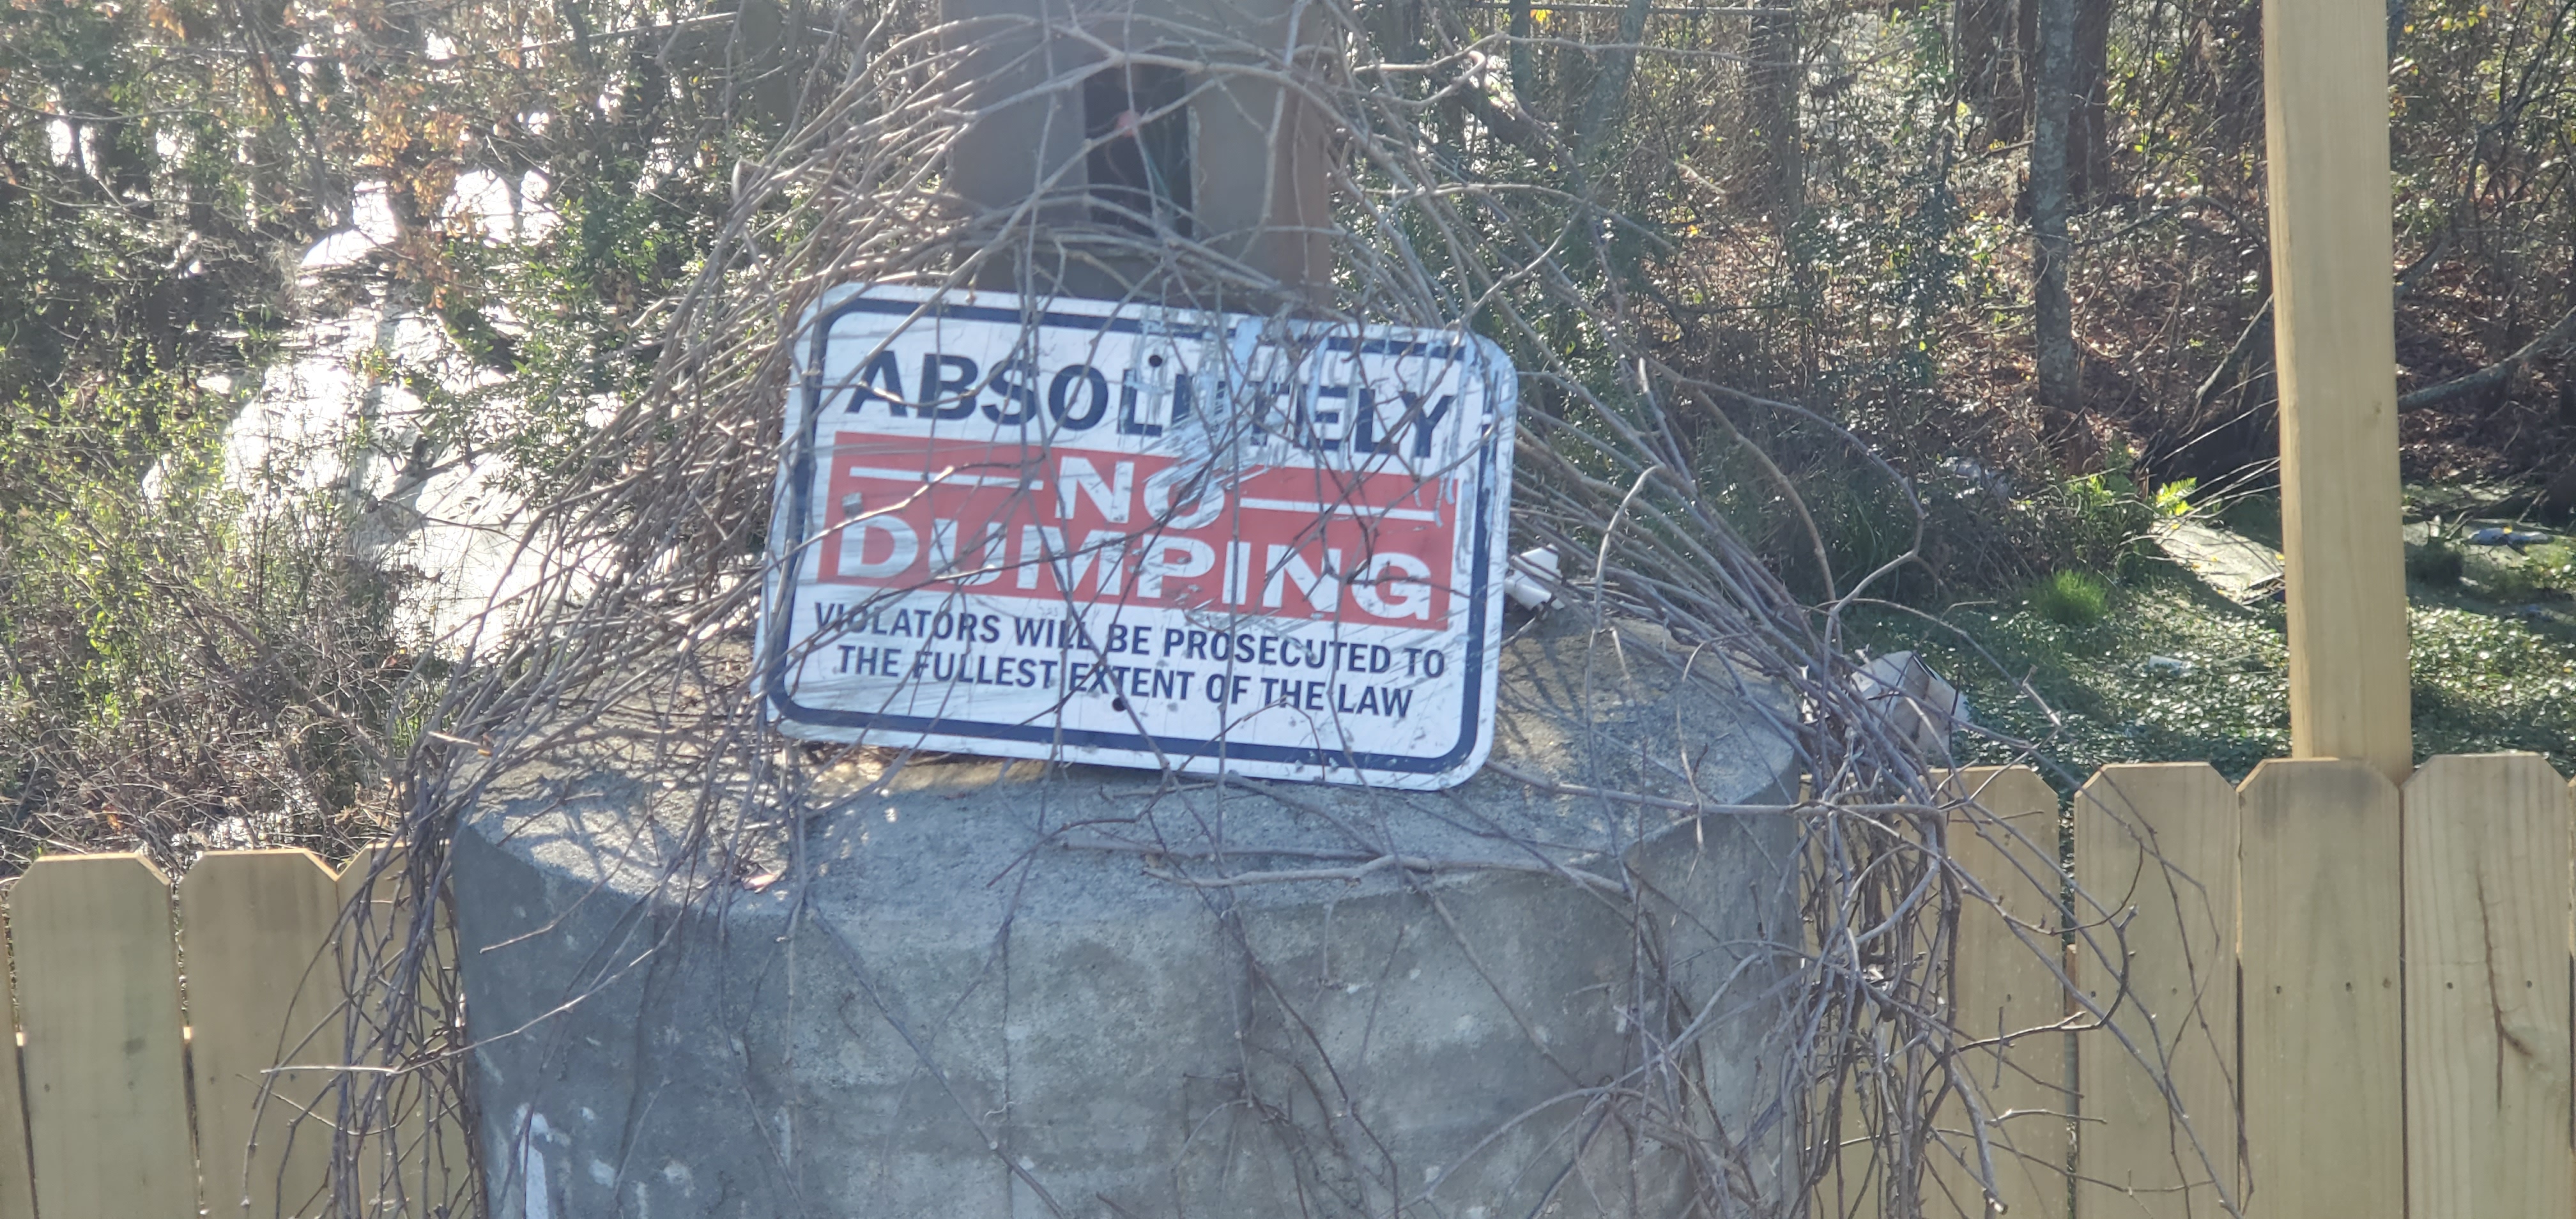 ABSOLUTELY
NO
DUMPING
VIOLATORS WILL BE PROSECUTED TO
THE FULLEST EXTENT OF THE LAW